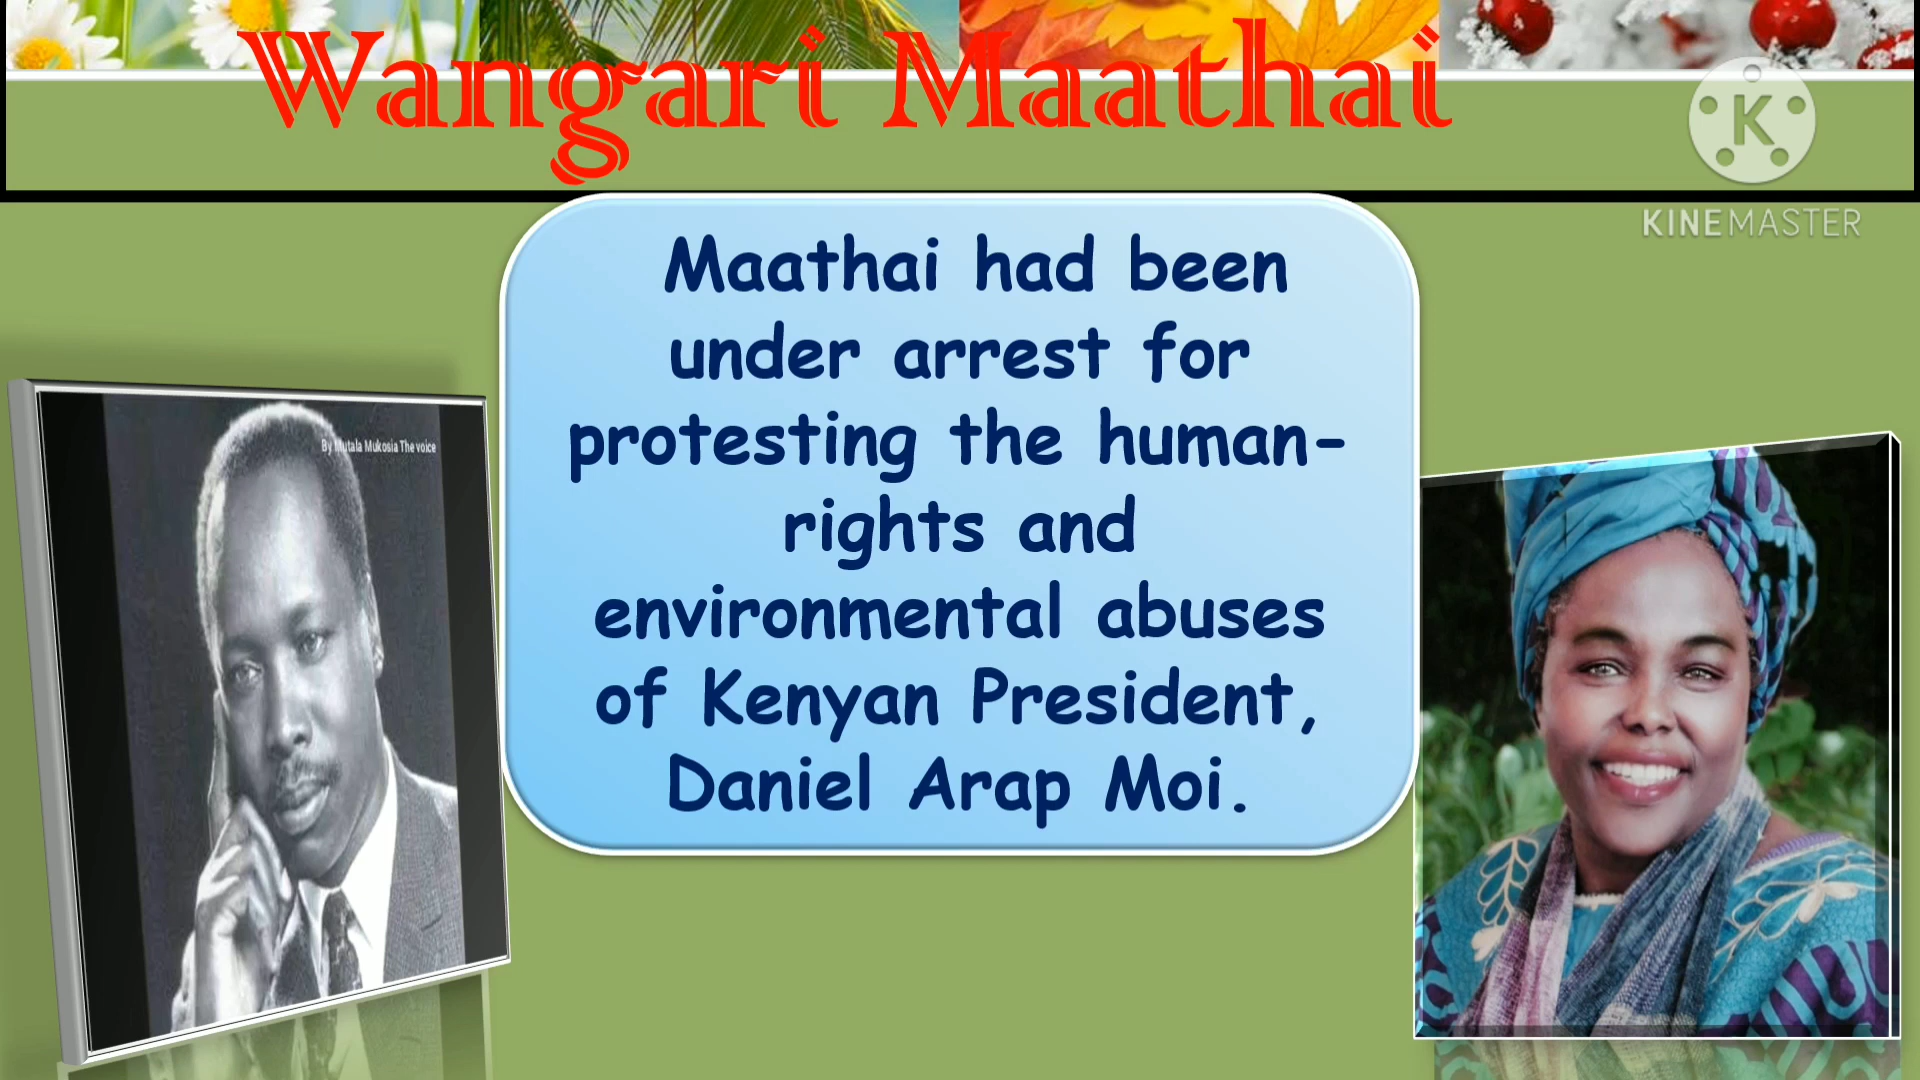 Wangari Maathai
K
KINEMASTER
Maathai had been
under arrest for
protesting the human-
rights and
environmental abuses
of Kenyan President,
Daniel Arap Moi.
By Mutala Mukosia The voice